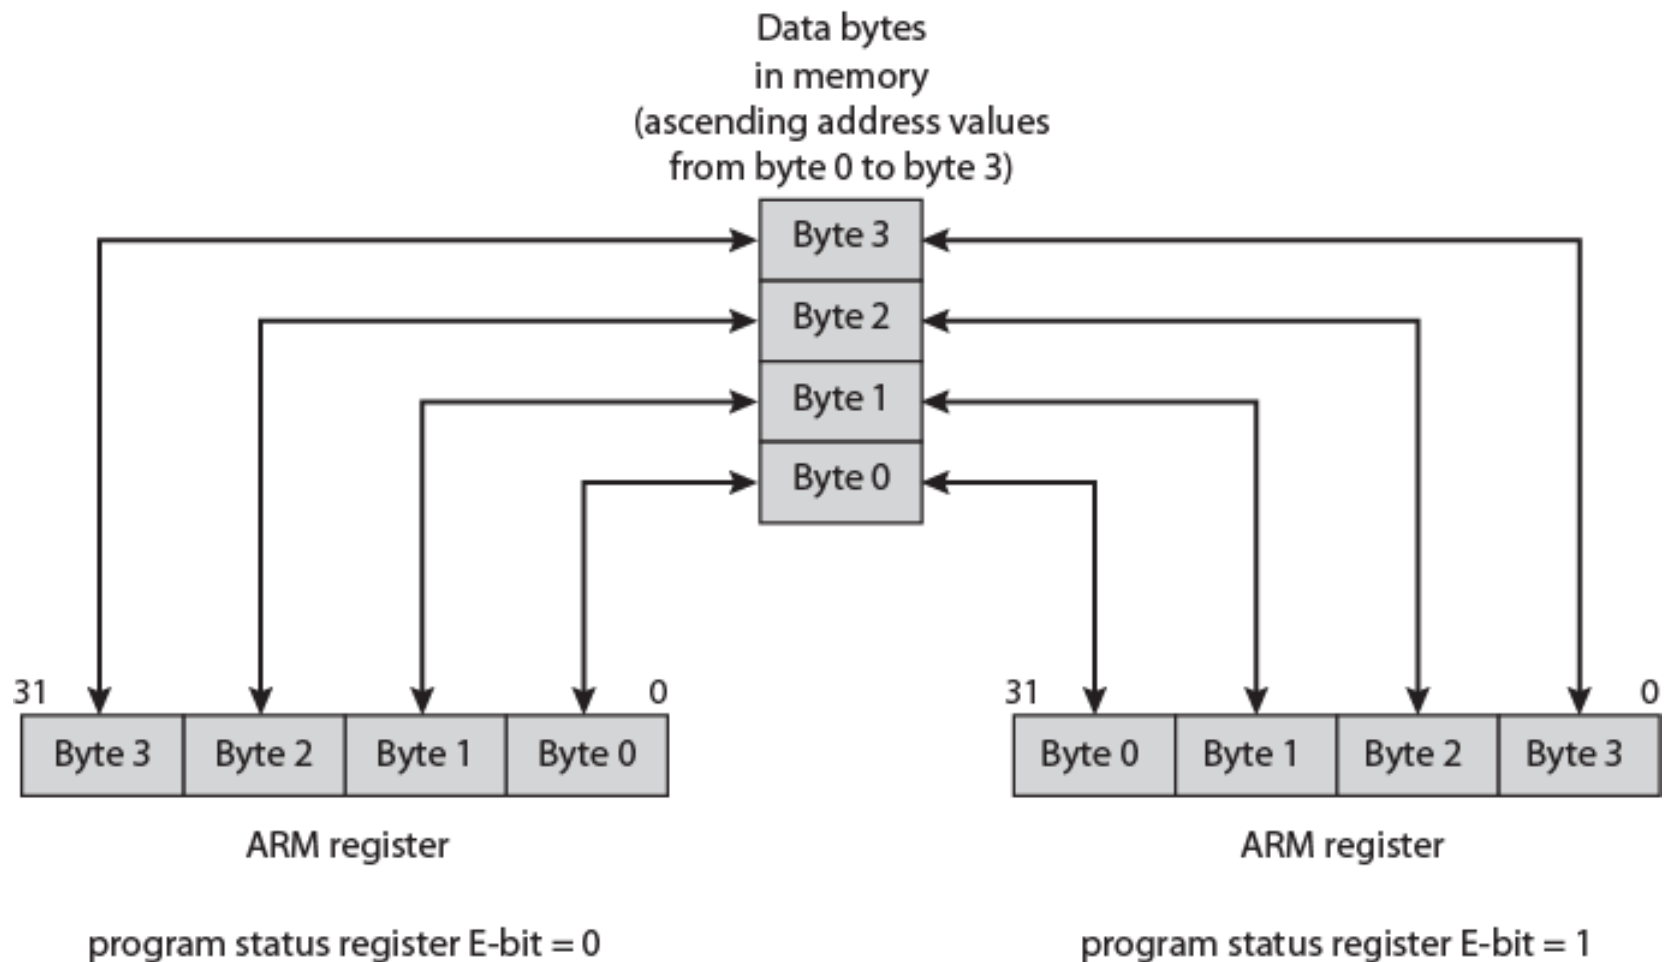 Data bytes
in memory
(ascending address values
from byte 0 to byte 3)
Byte 3
Byte 2
Byte 1
Byte 0
31 0
Byte 3 Byte 2 Byte 1 Byte 0
ARM register
program status register E-bit = 0
31 0
Byte 0 Byte 1 Byte 2 Byte 3
ARM register
program status register E-bit = 1